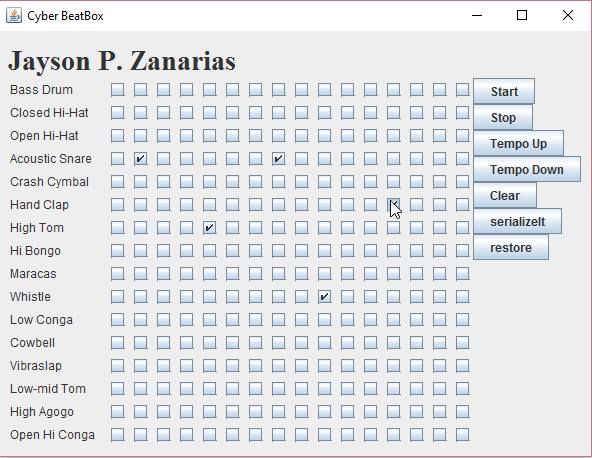 Cyber BeatBox
Jayson P. Zanarias
Bass Drum
Closed Hi-Hat
Open Hi-Hat
Acoustic Snare
Crash Cymbal
Hand Clap
High Tom
Hi Bongo
Maracas
Whistle
Low Conga
Cowbell
Vibraslap
Low-mid Tom
High Agogo
Open Hi Conga
Start
Stop
Tempo Up
Tempo Down
Clear
serializeIt
restore